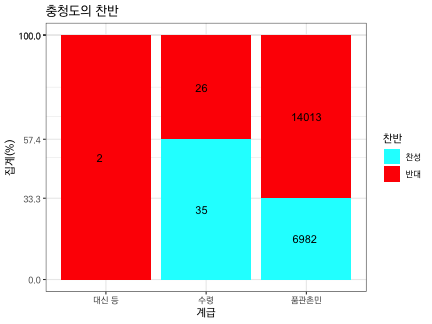 충청도의 찬반
집계(%)
100.0
57.4
33.3
0.0
2
26
35
14013
6982
대신 등
수령
품관촌민
계급
찬반
찬성
반대